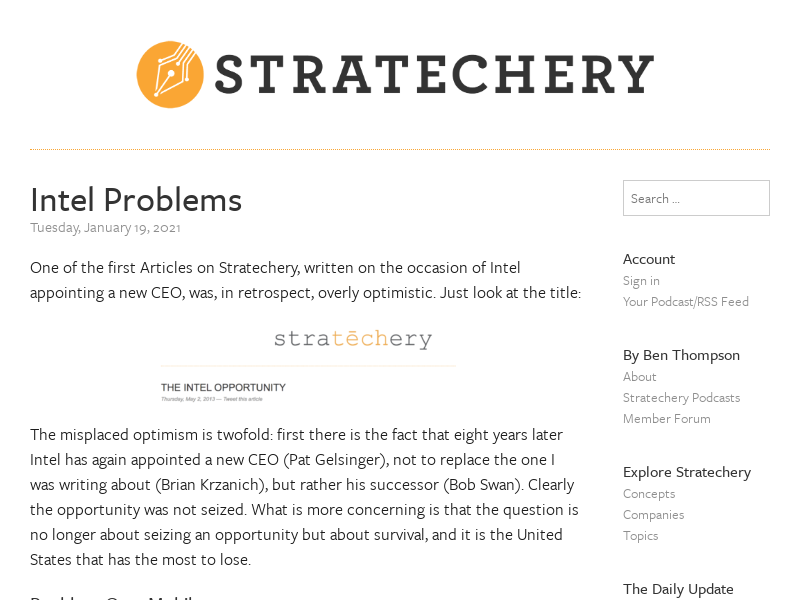 STRATECHERY
Intel Problems
Tuesday, January 19, 2021
One of the first Articles on Stratechery, written on the occasion of Intel
appointing a new CEO, was, in retrospect, overly optimistic. Just look at the title:
stratēchery
THE INTEL OPPORTUNITY
Thursday, May 2, 2013 — Tweet this article
The misplaced optimism is twofold: first there is the fact that eight years later
Intel has again appointed a new CEO (Pat Gelsinger), not to replace the one I
was writing about (Brian Krzanich), but rather his successor (Bob Swan). Clearly
the opportunity was not seized. What is more concerning is that the question is
no longer about seizing an opportunity but about survival, and it is the United
States that has the most to lose.
Search ...
Account
Sign in
Your Podcast/RSS Feed
By Ben Thompson
About
Stratechery Podcasts
Member Forum
Explore Stratechery
Concepts
Companies
Topics
The Daily Update